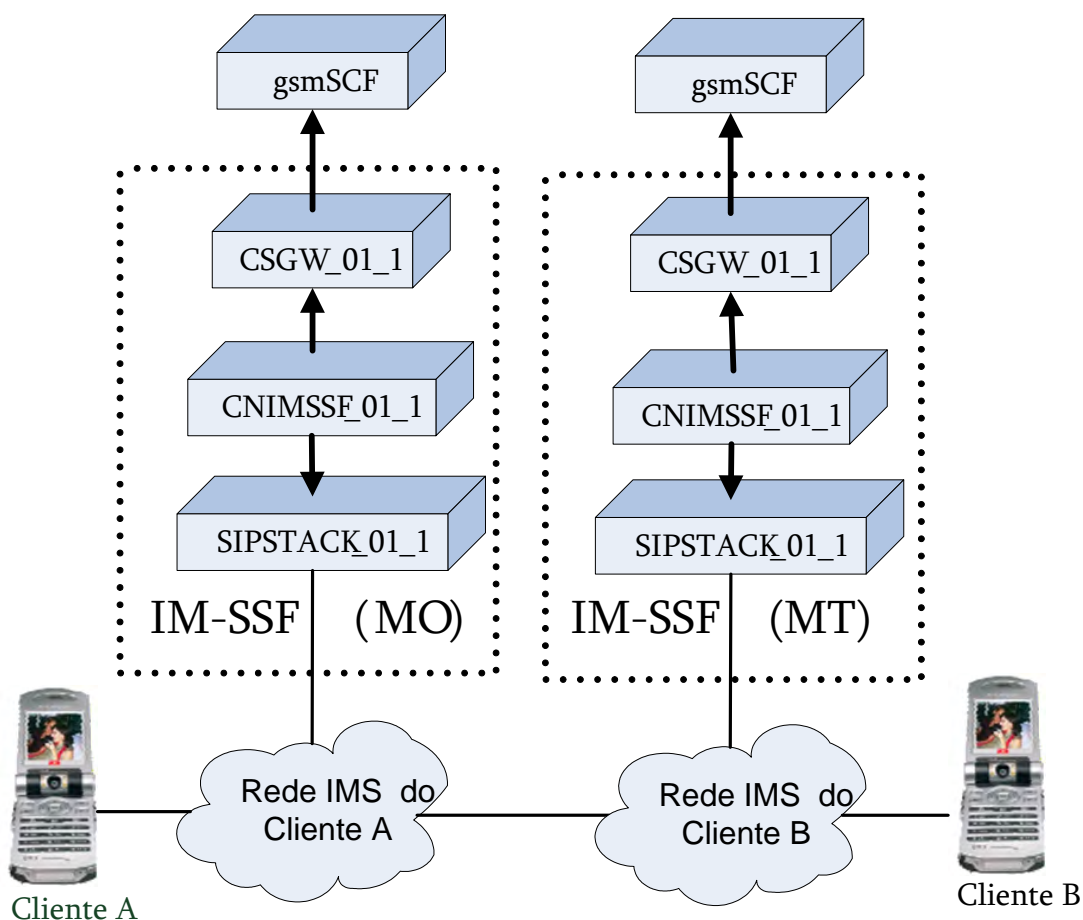 gsmSCF
gsmSCF
CSGW_01_1
CSGW_01_1
CNIMSSF_01_1
CNIMSSF_01_1
SIPSTACK_01_1
SIPSTACK_01_1
IM-SSF (MO)
IM-SSF (MT)
Rede IMS do
Cliente A
Rede IMS do
Cliente B
Cliente A
Cliente B